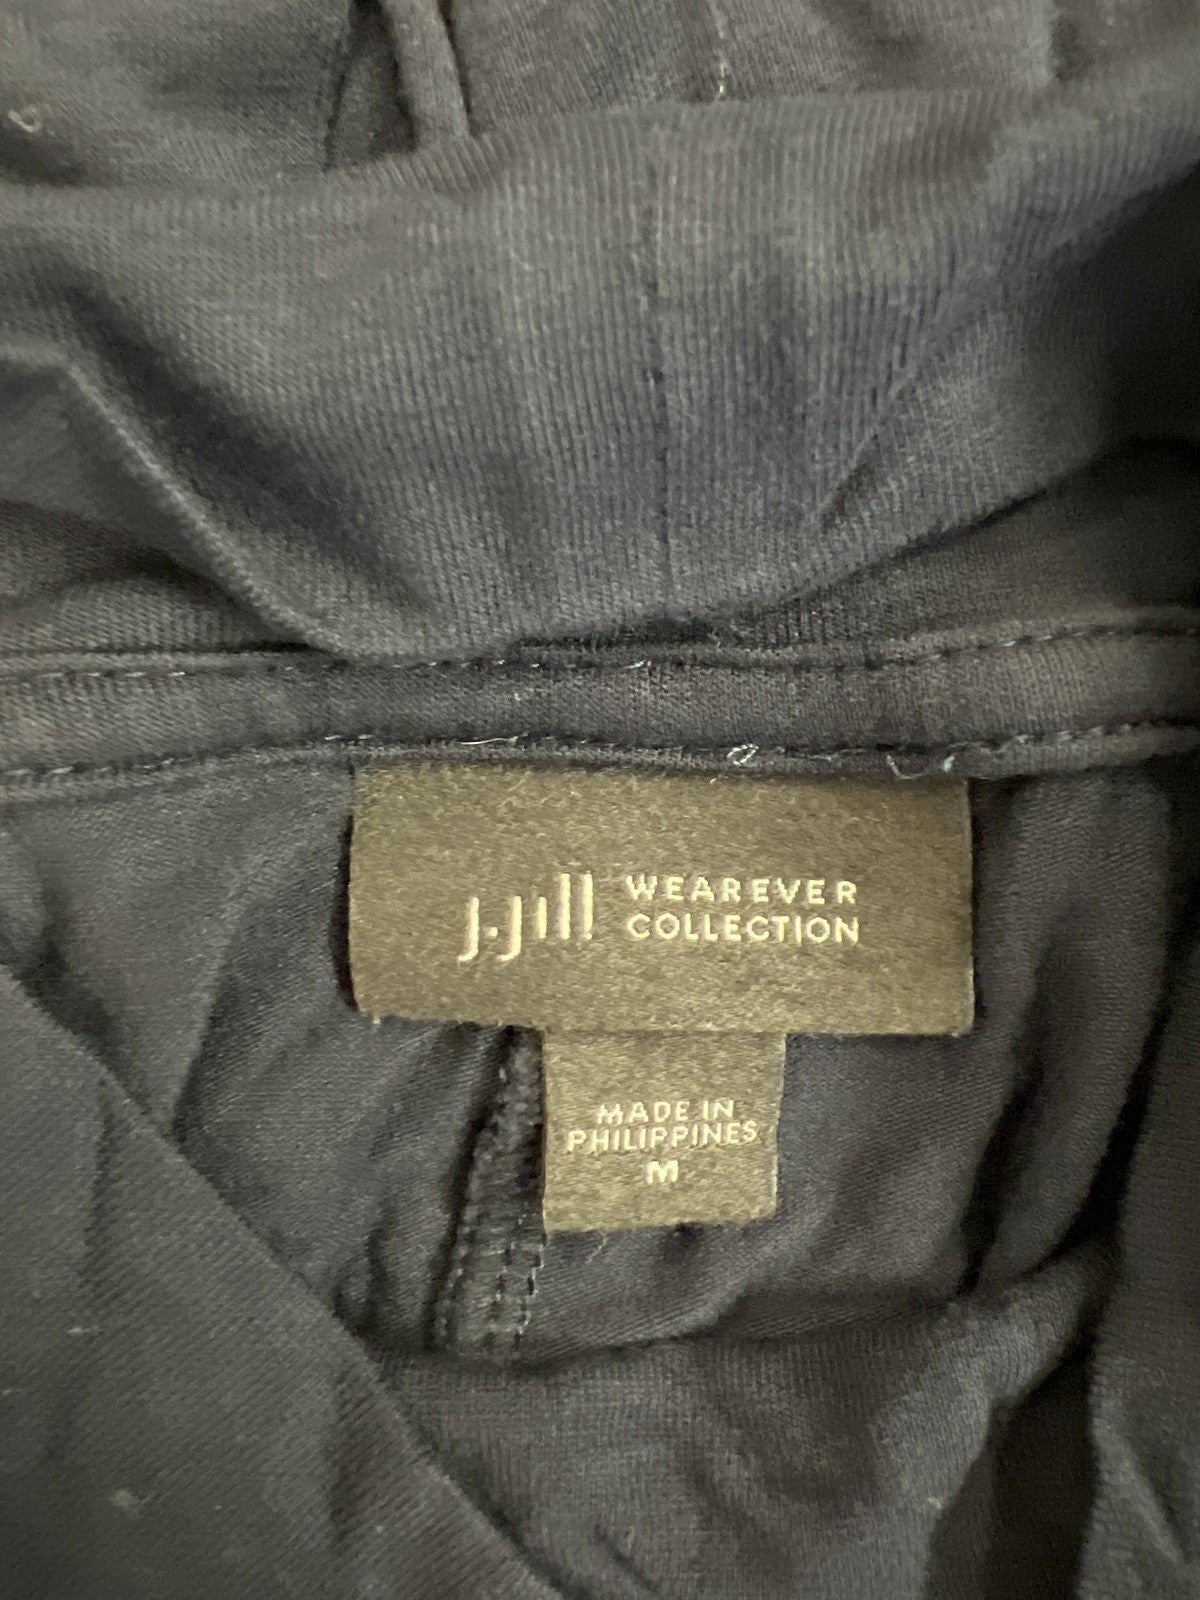 J.Jill WEAREVER
COLLECTION
MADE IN
PHILIPPINES
M